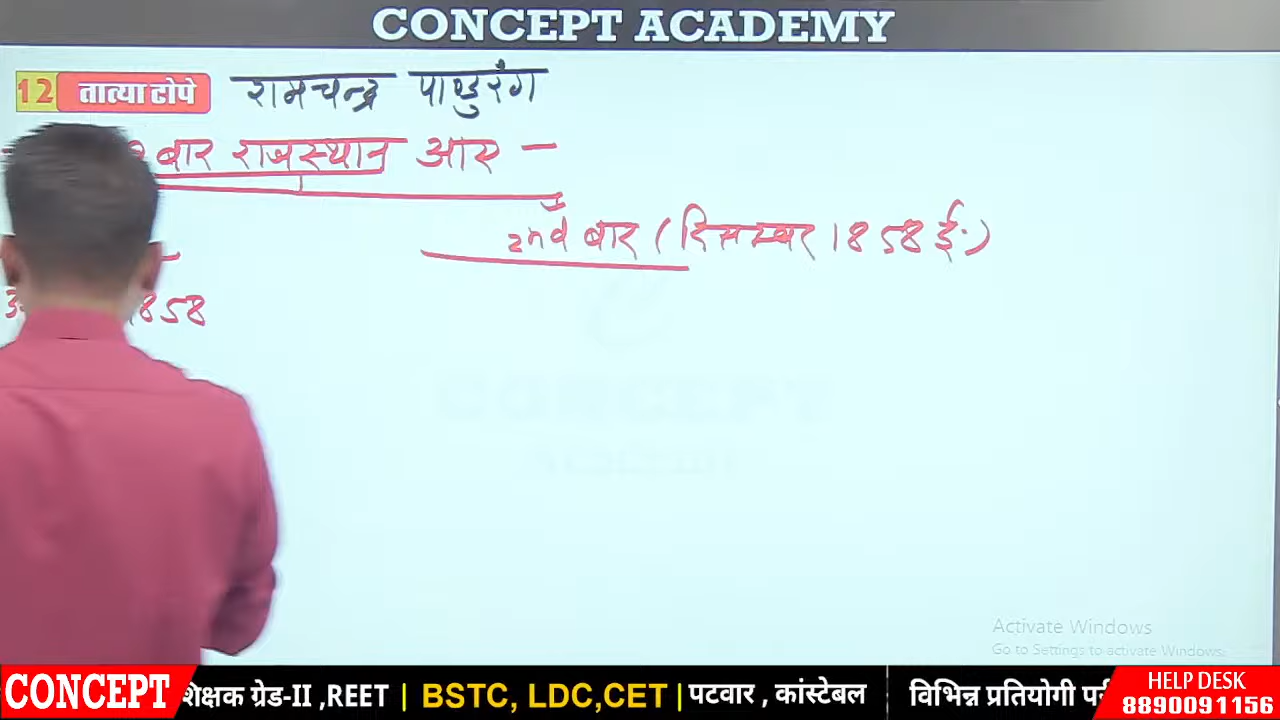 CONCEPT ACADEMY
12 तात्या टोपे रामचन्द्र पाण्डुरंग
बार राजस्थान आए –
2nd बार (दिसम्बर 1858 ई.)
1858
CONCEPT
Activate Windows
Go to Settings to activate Windows.
CONCEPT शिक्षक ग्रेड-II ,REET | BSTC, LDC,CET | पटवार , कांस्टेबल | विभिन्न प्रतियोगी
HELP DESK
8890091156